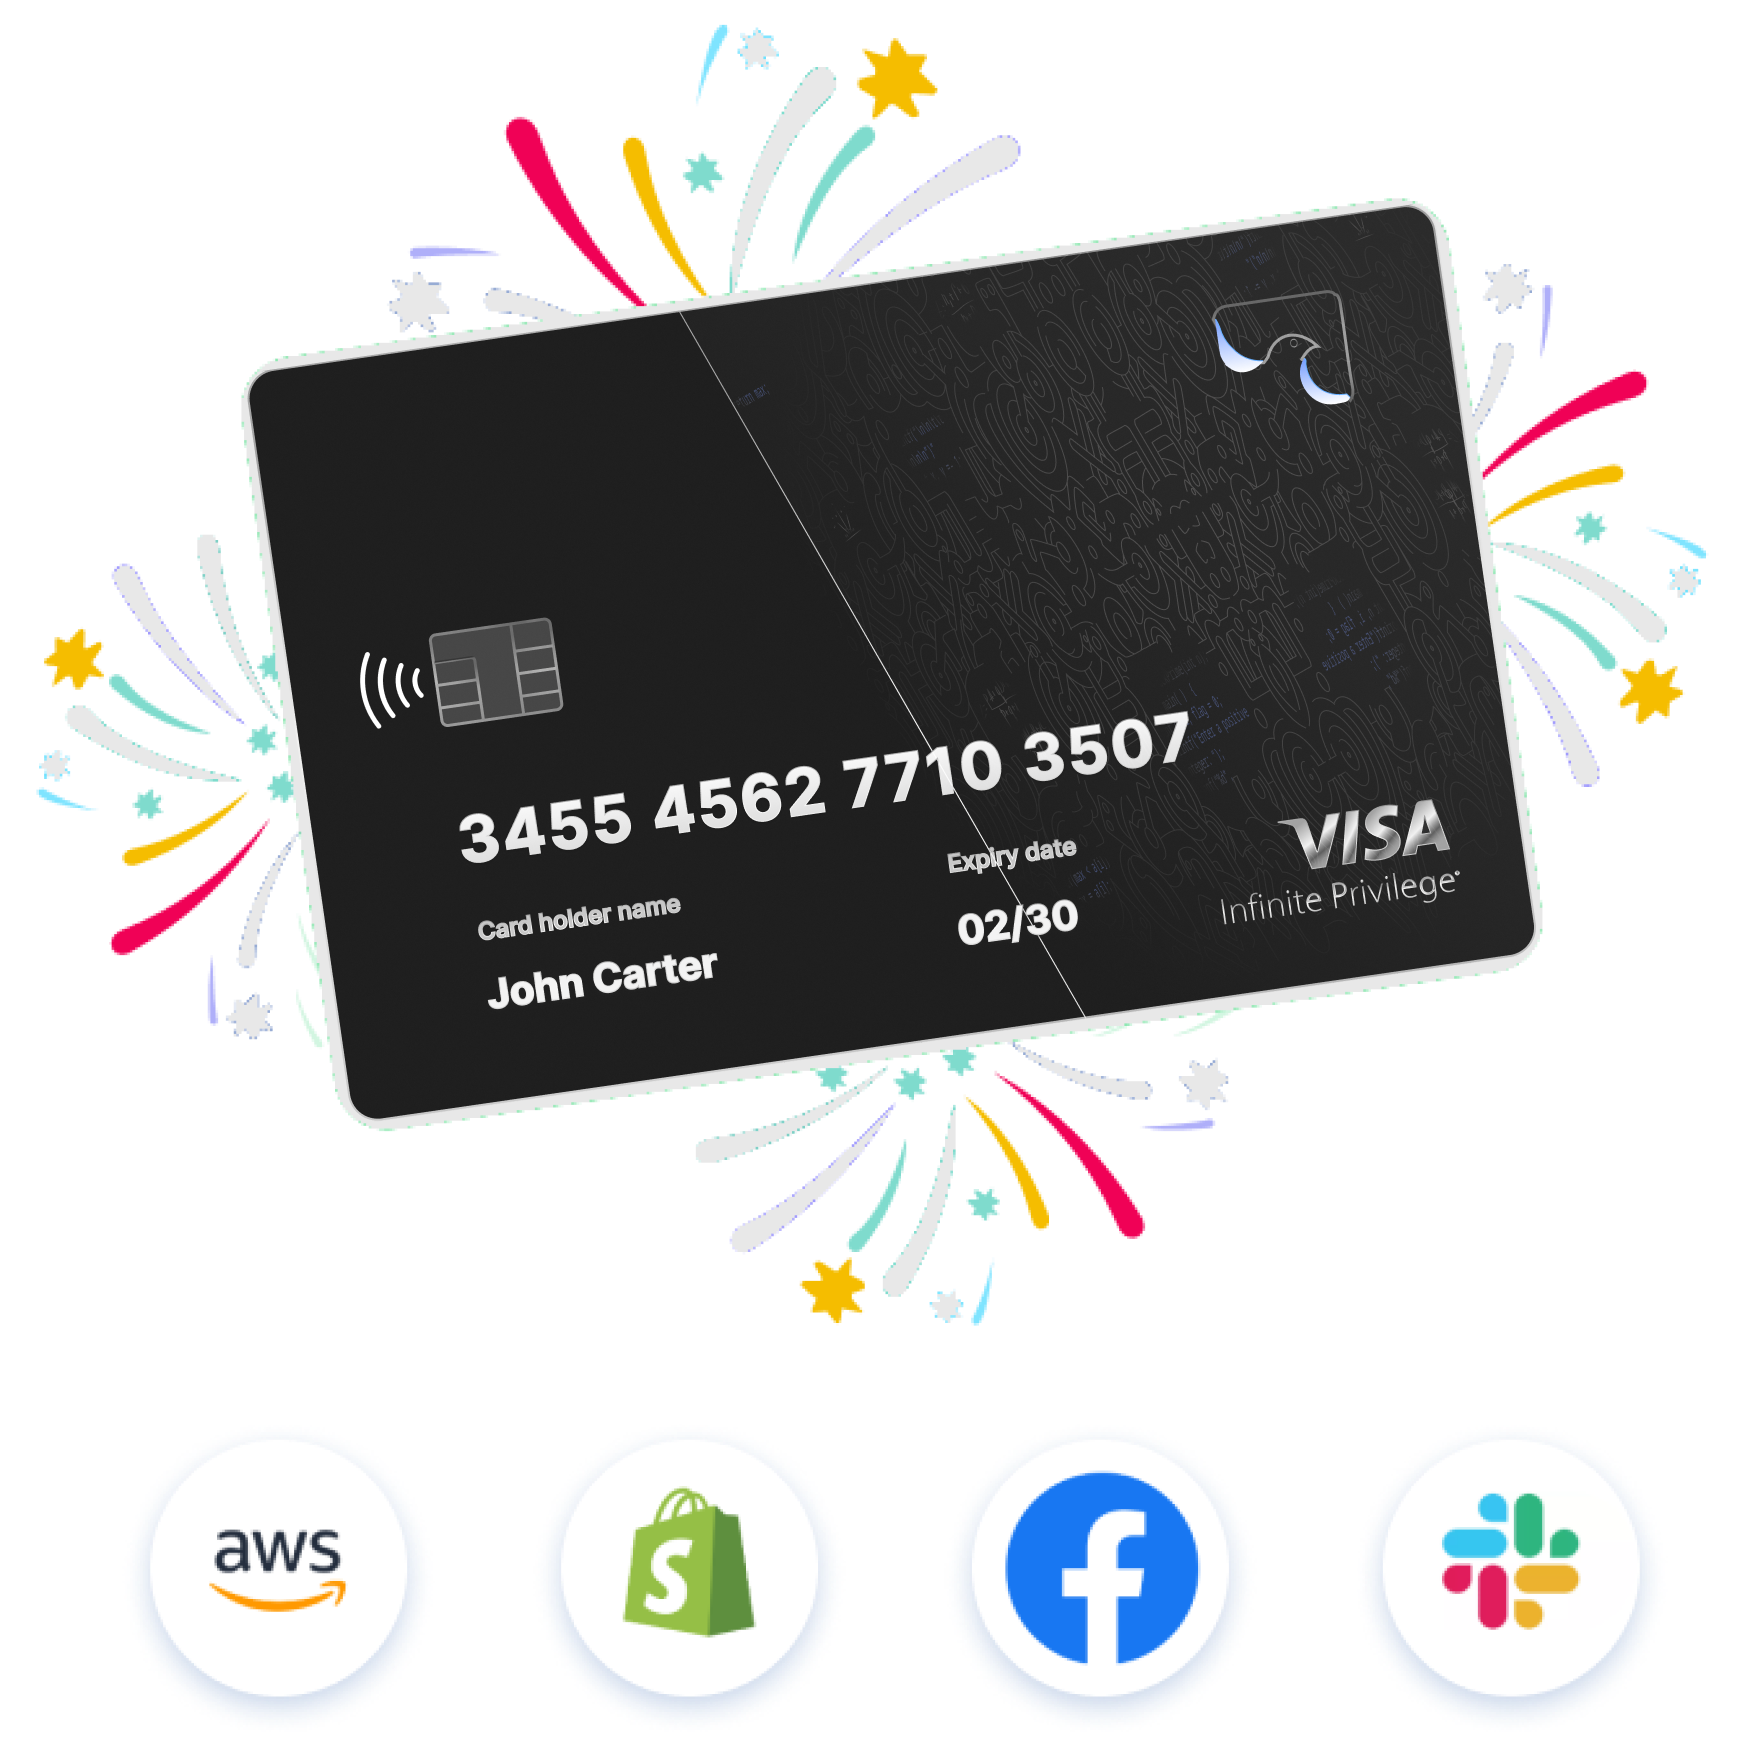 3455 4562 7710 3507
Expiry date
02/30
Card holder name
John Carter
VISA
Infinite Privilege
aws